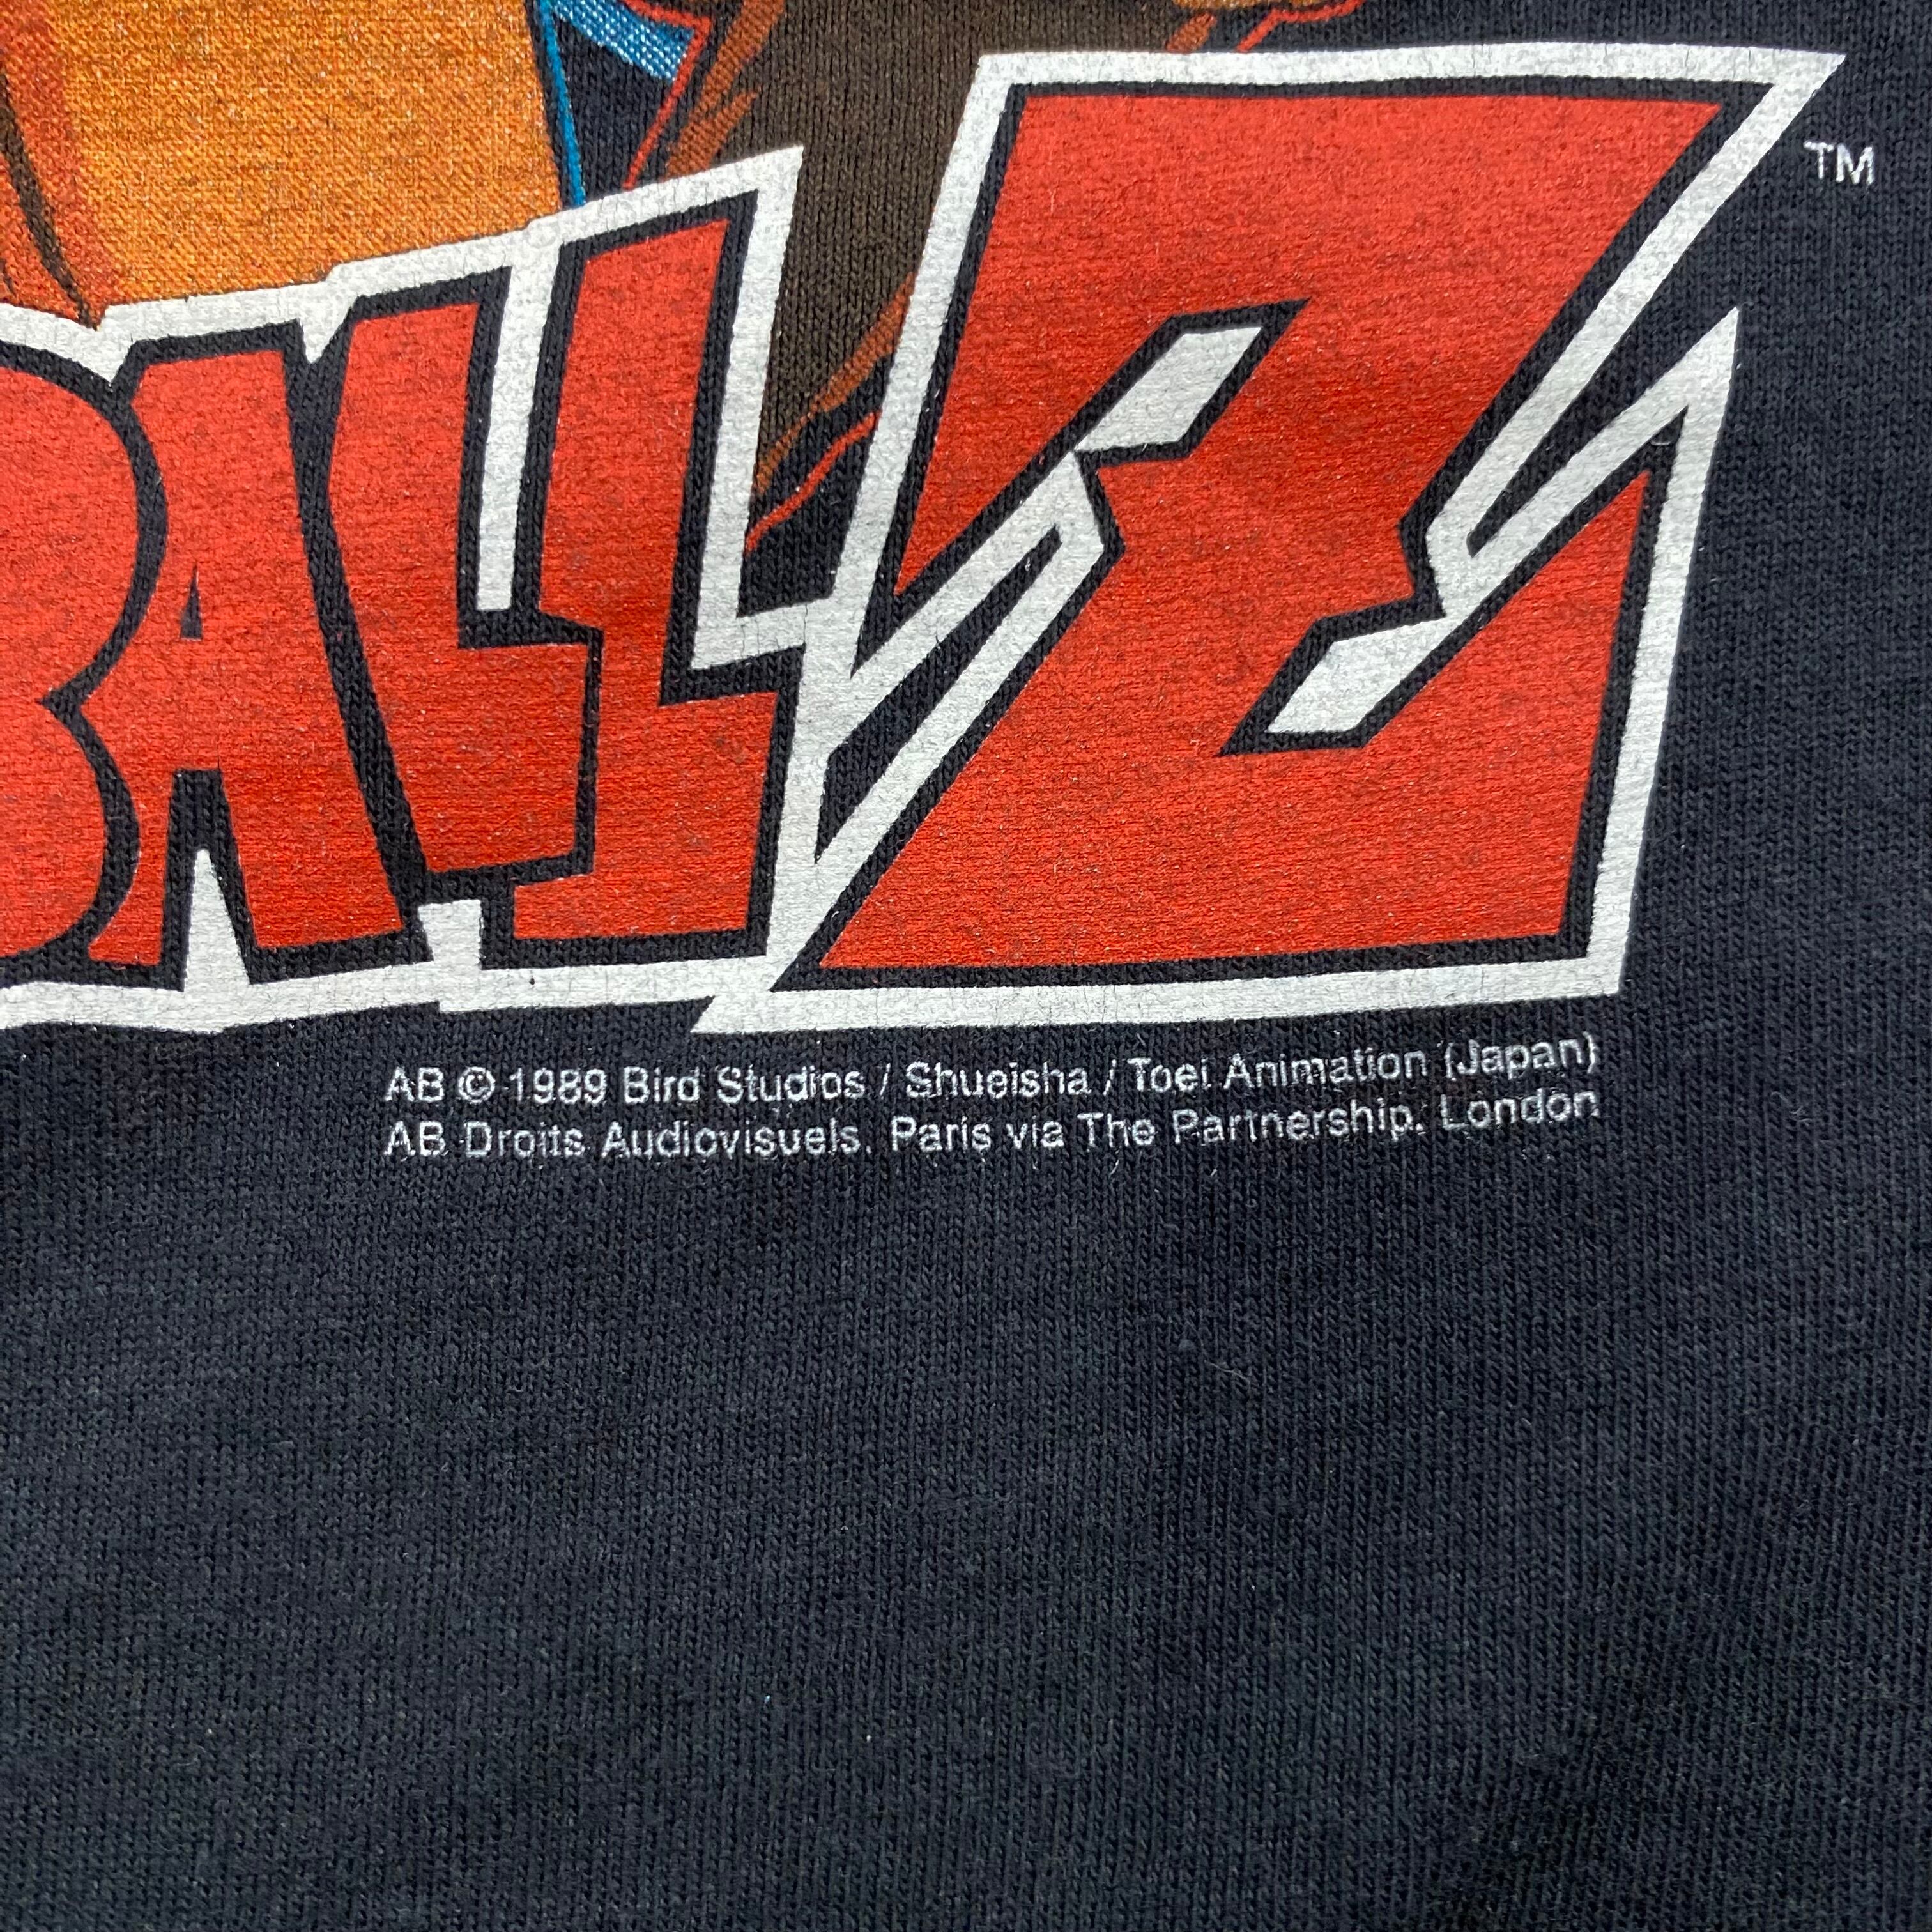 BALL Z
TM
AB © 1989 Bird Studios / Shueisha / Toei Animation (Japan)
AB Droits Audiovisuels. Paris via The Partnership. London